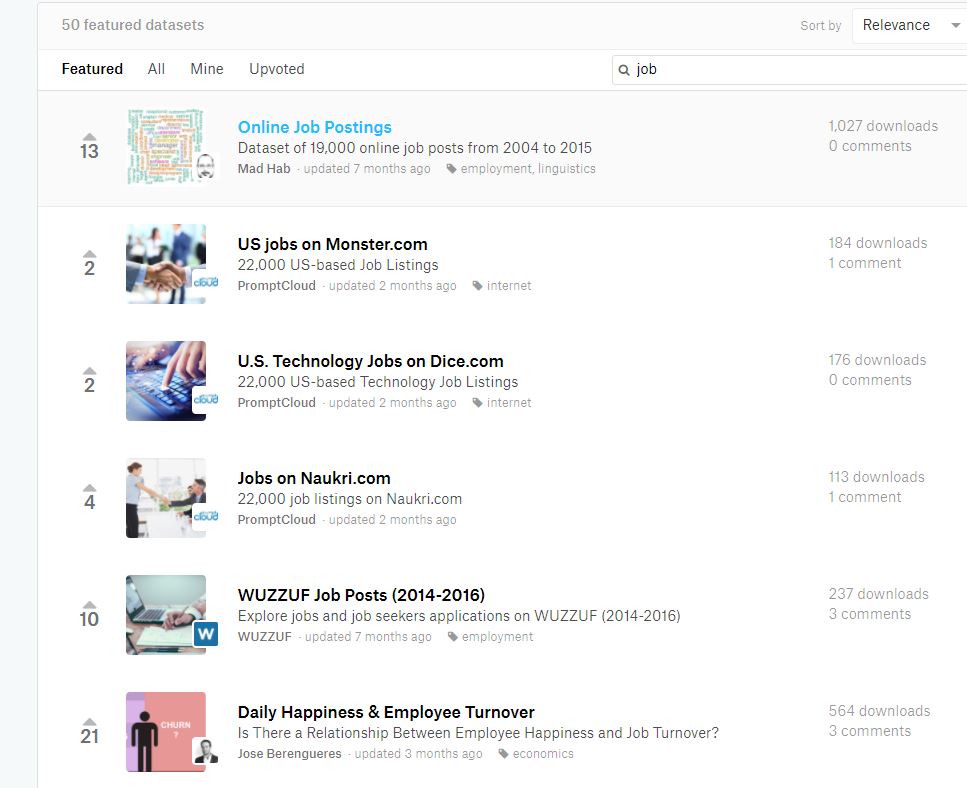 50 featured datasets
Sort by Relevance
Featured All Mine Upvoted
job
13
Online Job Postings
Dataset of 19,000 online job posts from 2004 to 2015
Mad Hab · updated 7 months ago employment, linguistics
1,027 downloads
0 comments
manager
2
US jobs on Monster.com
22,000 US-based Job Listings
PromptCloud · updated 2 months ago internet
184 downloads
1 comment
cloud
2
U.S. Technology Jobs on Dice.com
22,000 US-based Technology Job Listings
PromptCloud · updated 2 months ago internet
176 downloads
0 comments
cloud
4
Jobs on Naukri.com
22,000 job listings on Naukri.com
PromptCloud · updated 2 months ago
113 downloads
1 comment
cloud
10
WUZZUF Job Posts (2014-2016)
Explore jobs and job seekers applications on WUZZUF (2014-2016)
WUZZUF · updated 7 months ago employment
237 downloads
3 comments
W
21
Daily Happiness & Employee Turnover
Is There a Relationship Between Employee Happiness and Job Turnover?
Jose Berengueres · updated 3 months ago economics
564 downloads
3 comments
CHURN
?